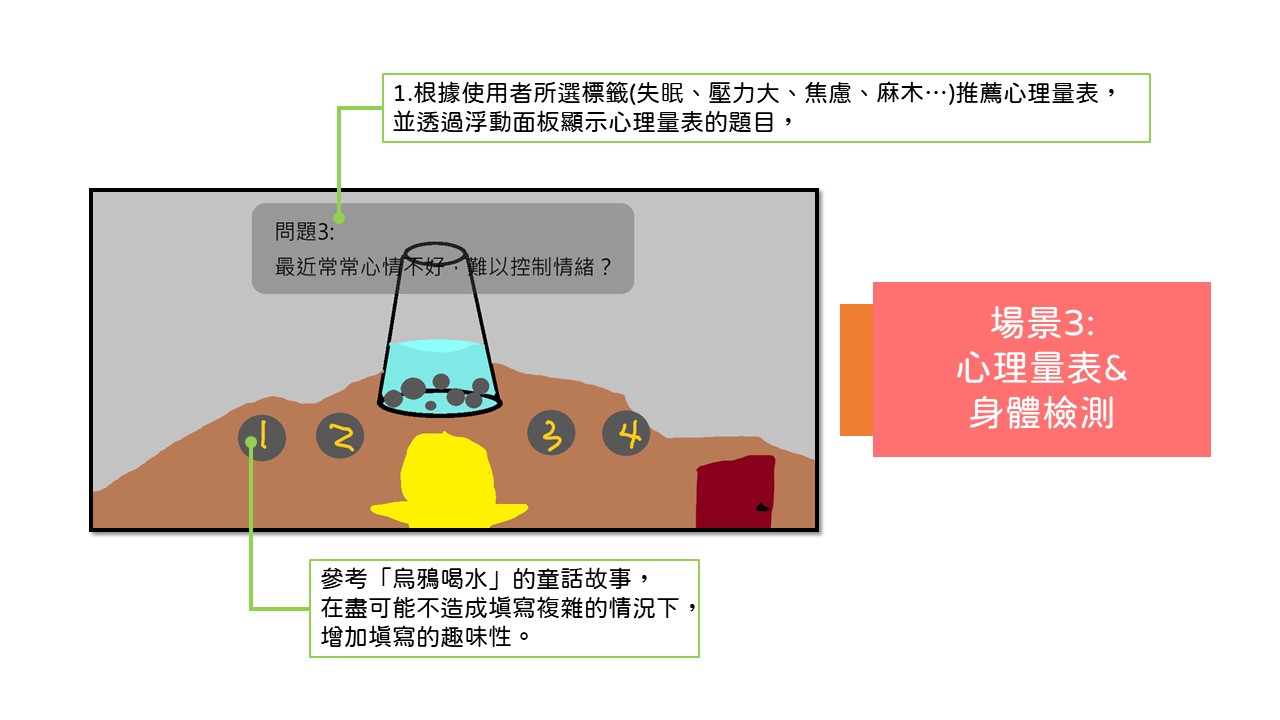 1.根據使用者所選標籤(失眠、壓力大、焦慮、麻木…)推薦心理量表，
並透過浮動面板顯示心理量表的題目，
問題3:
最近常常心情不好，難以控制情緒？
1
2
3
4
場景3:
心理量表&
身體檢測
參考「烏鴉喝水」的童話故事，
在盡可能不造成填寫複雜的情況下，
增加填寫的趣味性。